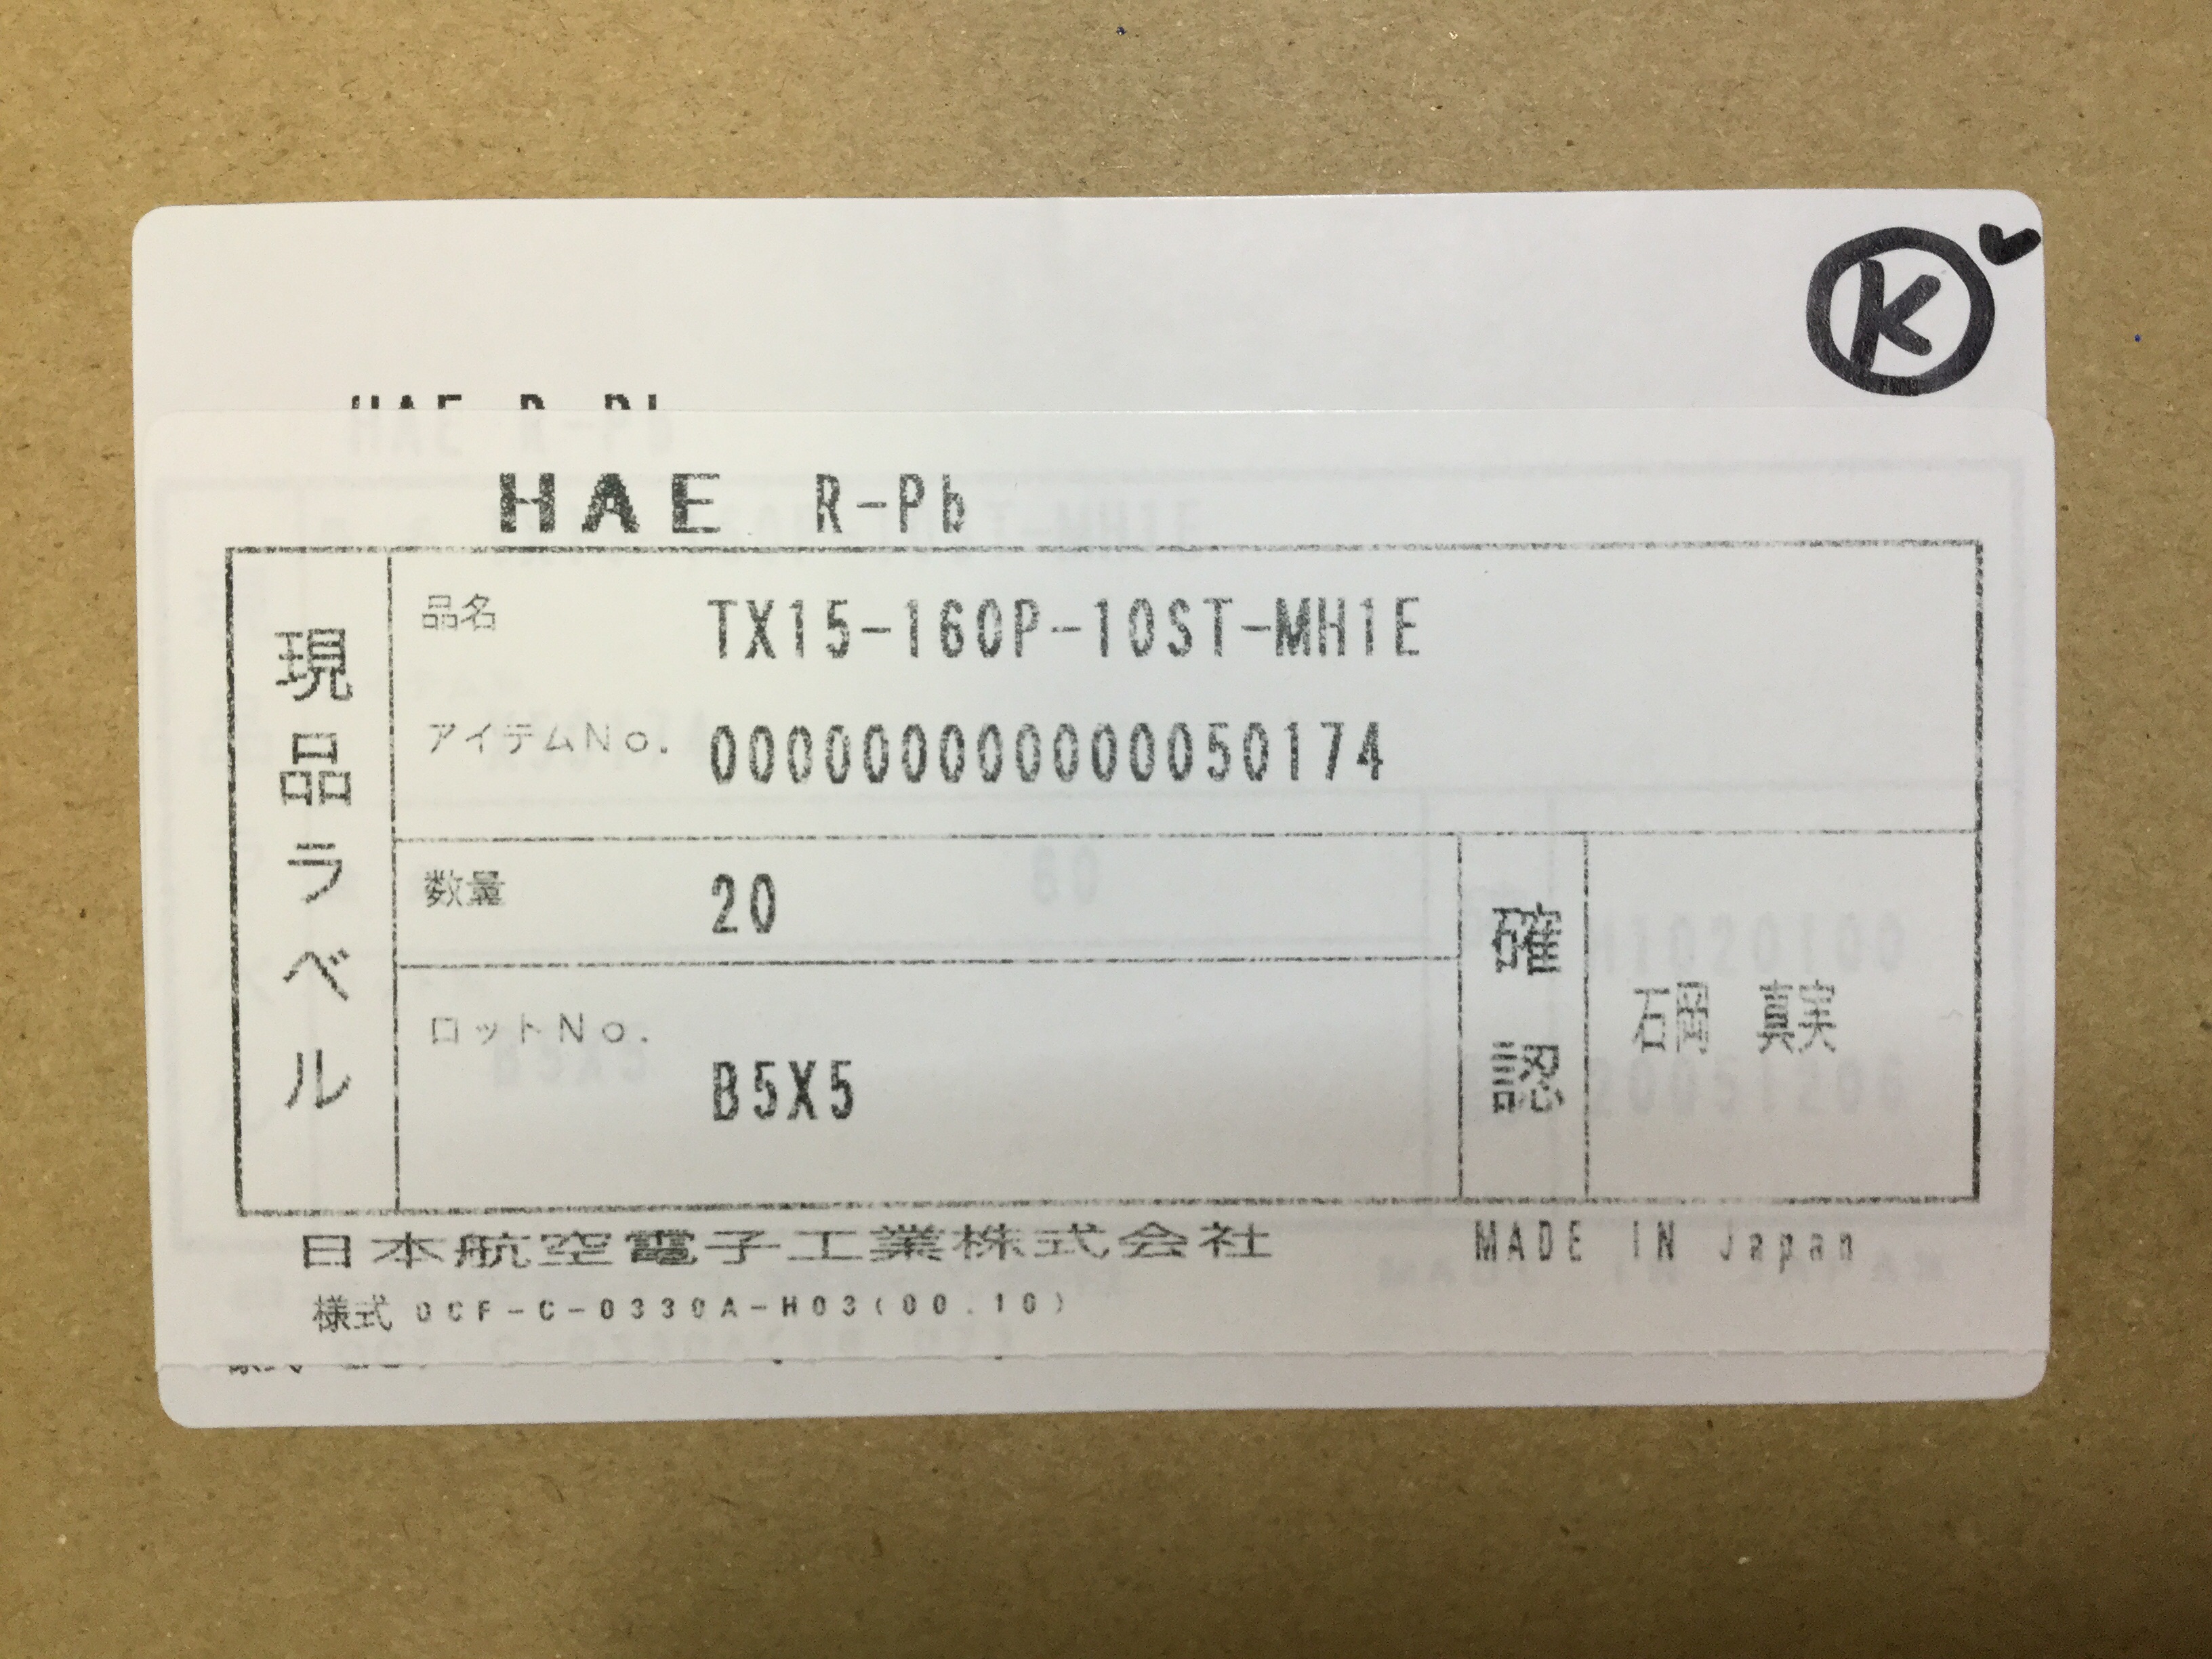 K
HAE R-Pb
現品ラベル
品名 TX15-160P-10ST-MH1E
アイテムNo. 000000000000050174
数量 20
ロットNo.
B5X5
確認
石岡 真実
日本航空電子工業株式会社 MADE IN Japan
様式 OCF-C-0330A-H03(00.10)